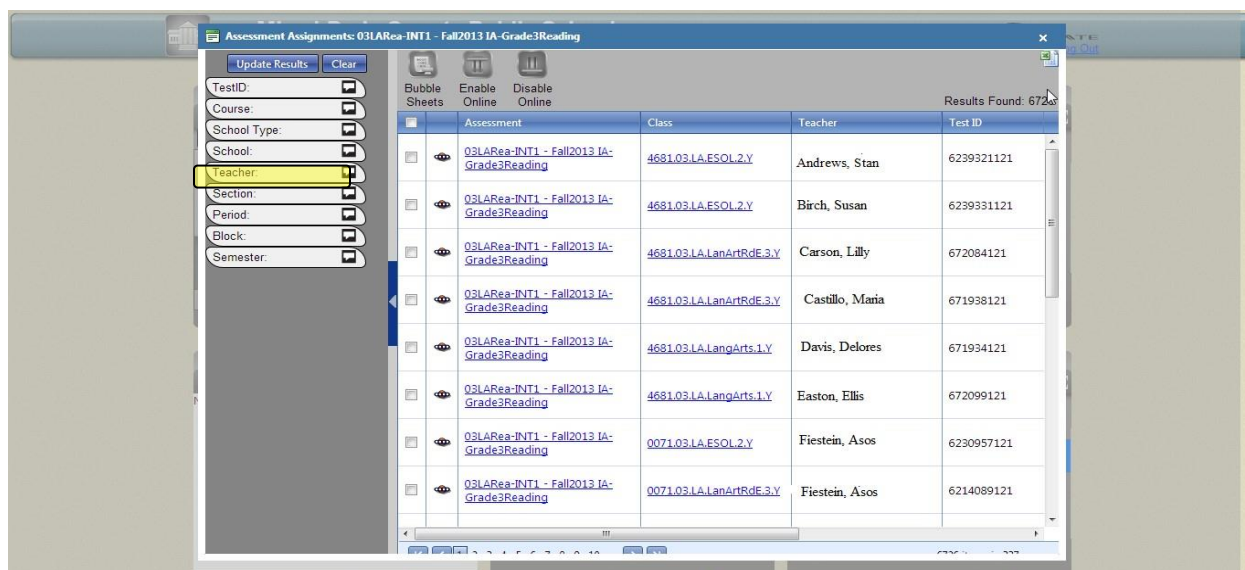 Assessment Assignments: 03LARea-INT1 - Fall2013 IA-Grade3Reading
Update Results Clear
TestID:
Course:
School Type:
School:
Teacher:
Section:
Period:
Block:
Semester:
Bubble Sheets
Enable Online
Disable Online
Results Found: 672
Assessment Class Teacher Test ID
03LARea-INT1 - Fall2013 IA-
Grade3Reading
4681.03.LA.ESOL.2.Y Andrews, Stan 6239321121
03LARea-INT1 - Fall2013 IA-
Grade3Reading
4681.03.LA.ESOL.2.Y Birch, Susan 6239331121
03LARea-INT1 - Fall2013 IA-
Grade3Reading
4681.03.LA.LanArtRdE.3.Y Carson, Lilly 672084121
03LARea-INT1 - Fall2013 IA-
Grade3Reading
4681.03.LA.LanArtRdE.3.Y Castillo, Maria 671938121
03LARea-INT1 - Fall2013 IA-
Grade3Reading
4681.03.LA.LangArts.1.Y Davis, Delores 671934121
03LARea-INT1 - Fall2013 IA-
Grade3Reading
4681.03.LA.LangArts.1.Y Easton, Ellis 672099121
03LARea-INT1 - Fall2013 IA-
Grade3Reading
0071.03.LA.ESOL.2.Y Fiestein, Asos 6230957121
03LARea-INT1 - Fall2013 IA-
Grade3Reading
0071.03.LA.LanArtRdE.3.Y Fiestein, Asos 6214089121